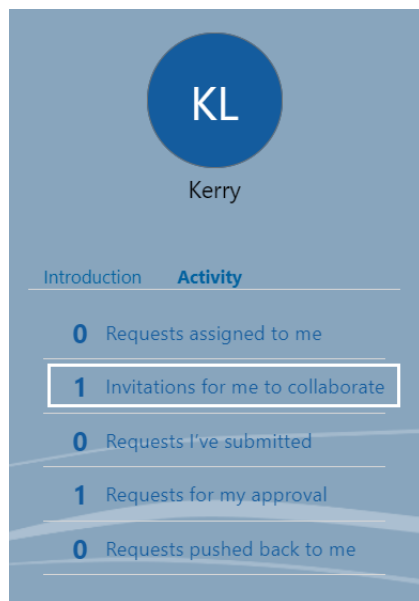 KL
Kerry
Introduction Activity
0 Requests assigned to me
1 Invitations for me to collaborate
0 Requests I've submitted
1 Requests for my approval
0 Requests pushed back to me